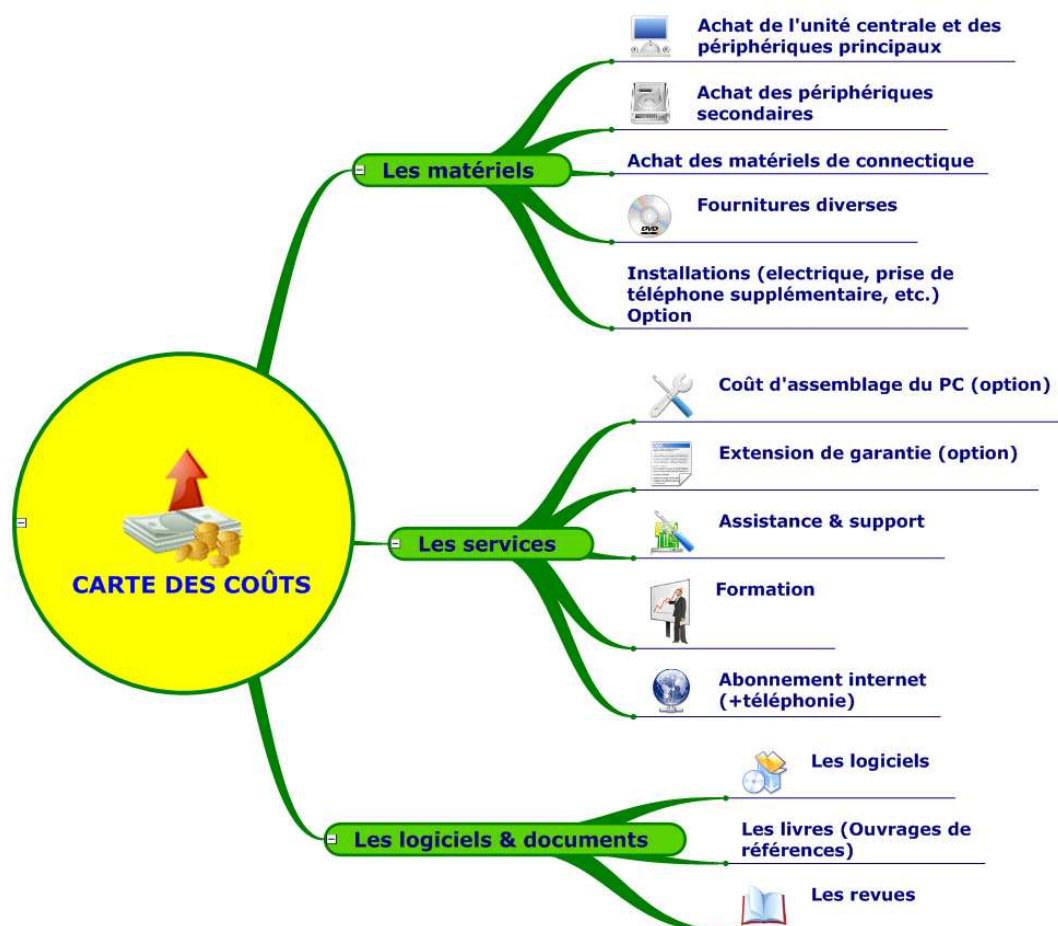 Achat de l'unité centrale et des
périphériques principaux
Achat des périphériques
secondaires
Les matériels
Achat des matériels de connectique
Fournitures diverses
DVD
Installations (electrique, prise de
téléphone supplémentaire, etc.)
Option
CARTE DES COÛTS
Coût d'assemblage du PC (option)
Extension de garantie (option)
Les services
Assistance & support
Formation
Abonnement internet
(+téléphonie)
Les logiciels & documents
Les logiciels
Les livres (Ouvrages de
références)
Les revues